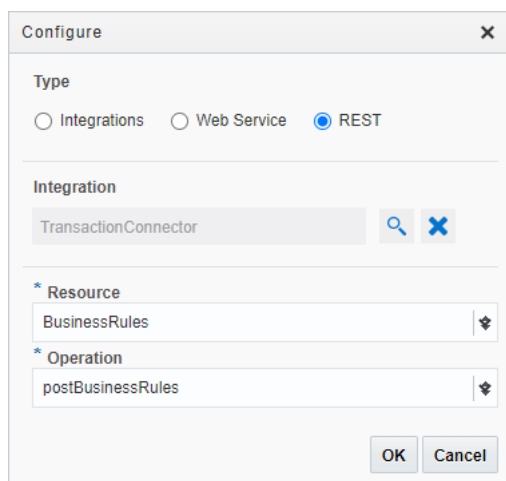 Configure
Type
Integrations Web Service REST
Integration
TransactionConnector
* Resource
BusinessRules
* Operation
postBusinessRules
OK Cancel